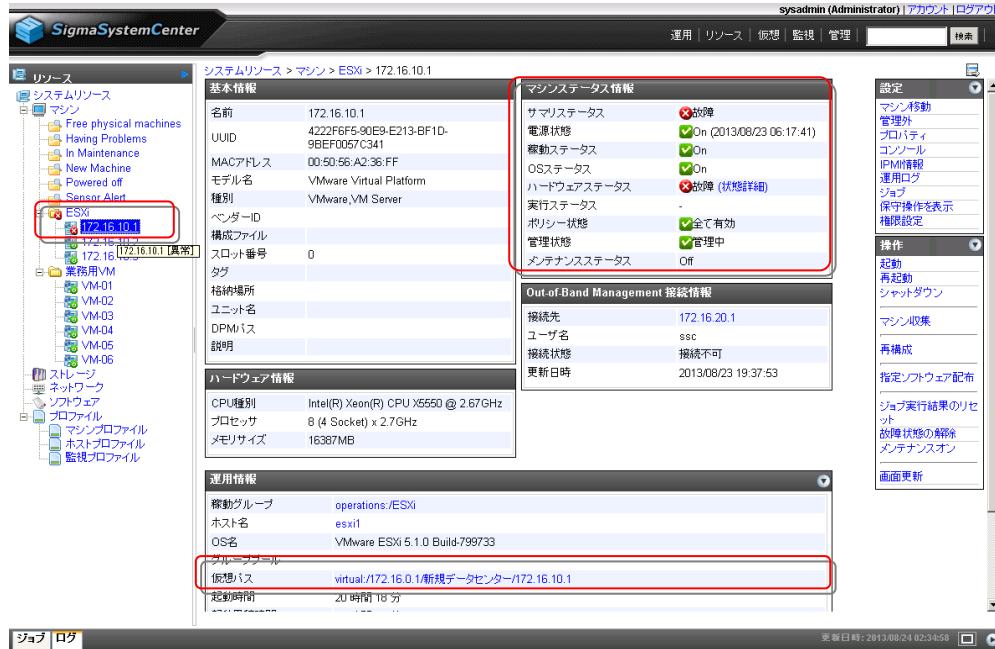 sysadmin (Administrator) | アカウント | ログアウ
SigmaSystemCenter
運用 | リソース | 仮想 | 監視 | 管理 |
検索
リソース
システムリソース
マシン
Free physical machines
Having Problems
In Maintenance
New Machine
Powered off
Sensor Alert
ESXi
172.16.10.1
172.16.10.1 [異常]
業務用VM
VM-01
VM-02
VM-03
VM-04
VM-05
VM-06
ストレージ
ネットワーク
ソフトウェア
プロファイル
マシンプロファイル
ホストプロファイル
監視プロファイル
システムリソース > マシン > ESXi > 172.16.10.1
基本情報
名前 172.16.10.1
UUID 4222F6F5-90E9-E213-BF1D-
9BEF0057C341
MACアドレス 00:50:56:A2:36:FF
モデル名 VMware Virtual Platform
種別 VMware,VM Server
ベンダーID
構成ファイル
スロット番号 0
タグ
格納場所
ユニット名
DPMパス
説明
ハードウェア情報
CPU種別 Intel(R) Xeon(R) CPU X5550 @ 2.67GHz
プロセッサ 8 (4 Socket) x 2.7GHz
メモリサイズ 16387MB
マシンステータス情報
サマリステータス 故障
電源状態 On (2013/08/23 06:17:41)
稼動ステータス On
OSステータス On
ハードウェアステータス 故障 (状態詳細)
実行ステータス -
ポリシー状態 全て有効
管理状態 管理中
メンテナンスステータス Off
Out-of-Band Management 接続情報
接続先 172.16.20.1
ユーザ名 ssc
接続状態 接続不可
更新日時 2013/08/23 19:37:53
運用情報
稼動グループ operations:/ESXi
ホスト名 esxi1
OS名 VMware ESXi 5.1.0 Build-799733
グループプール
仮想パス virtual:/172.16.0.1/新規データセンター/172.16.10.1
起動時間 20 時間 18 分
設定
マシン移動
管理外
プロパティ
コンソール
IPMI情報
運用ログ
ジョブ
保守操作を表示
権限設定
操作
起動
再起動
シャットダウン
マシン収集
再構成
指定ソフトウェア配布
ジョブ実行結果のリセ
ット
故障状態の解除
メンテナンスオン
画面更新
ジョブ ログ
更新日時: 2013/08/24 02:34:58